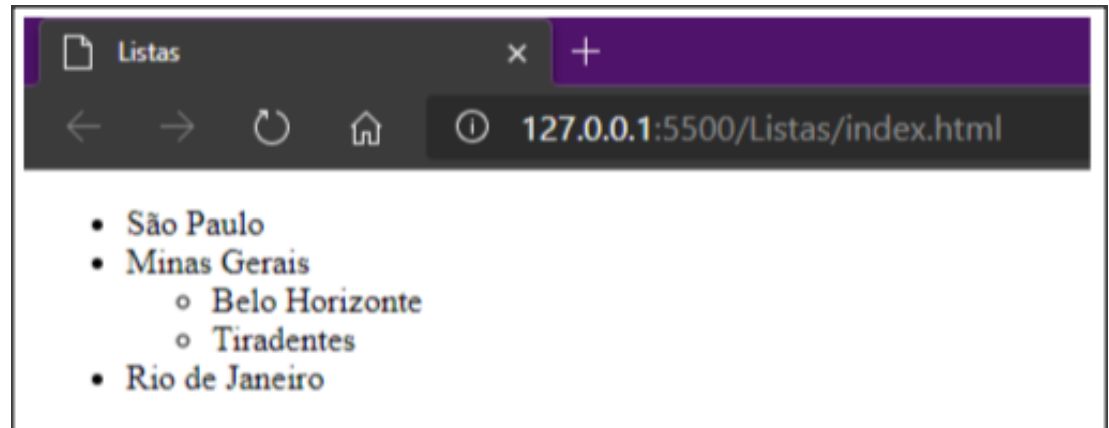 Listas
127.0.0.1:5500/Listas/index.html
São Paulo
Minas Gerais
Belo Horizonte
Tiradentes
Rio de Janeiro